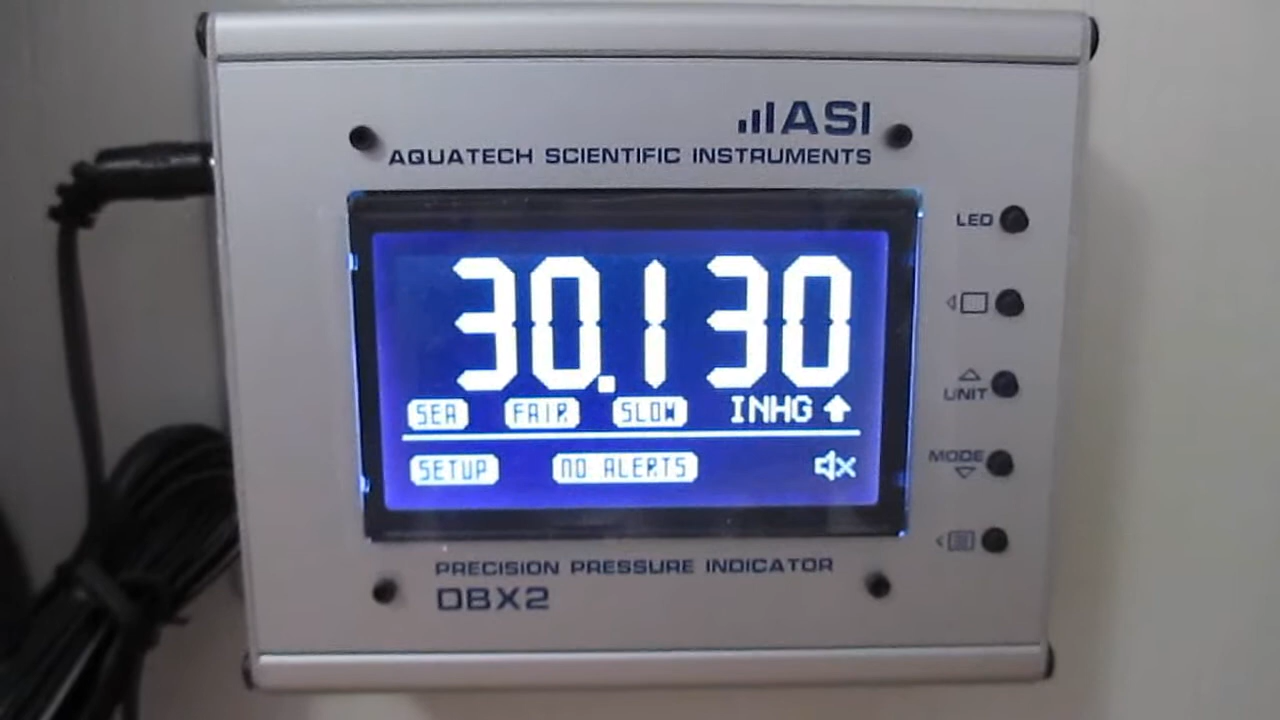 ASI
AQUATECH SCIENTIFIC INSTRUMENTS
LED
30.130
UNIT
SEA FAIR SLOW INHG
MODE
SETUP NO ALERTS
PRECISION PRESSURE INDICATOR
DBX2